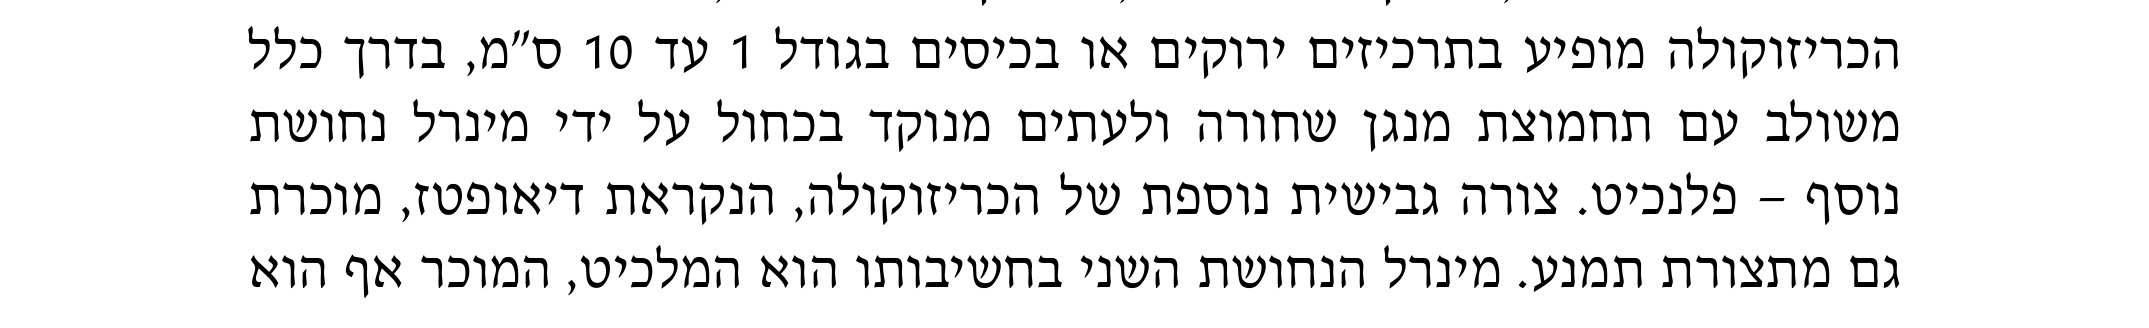 הכריזוקולה מופיע בתרכיזים ירוקים או בכיסים בגודל 1 עד 10 ס"מ, בדרך כלל
משולב עם תחמוצת מנגן שחורה ולעתים מנוקד בכחול על ידי מינרל נחושת
נוסף – פלנכיט. צורה גבישית נוספת של הכריזוקולה, הנקראת דיאופטז, מוכרת
גם מתצורת תמנע. מינרל הנחושת השני בחשיבותו הוא המלכיט, המוכר אף הוא